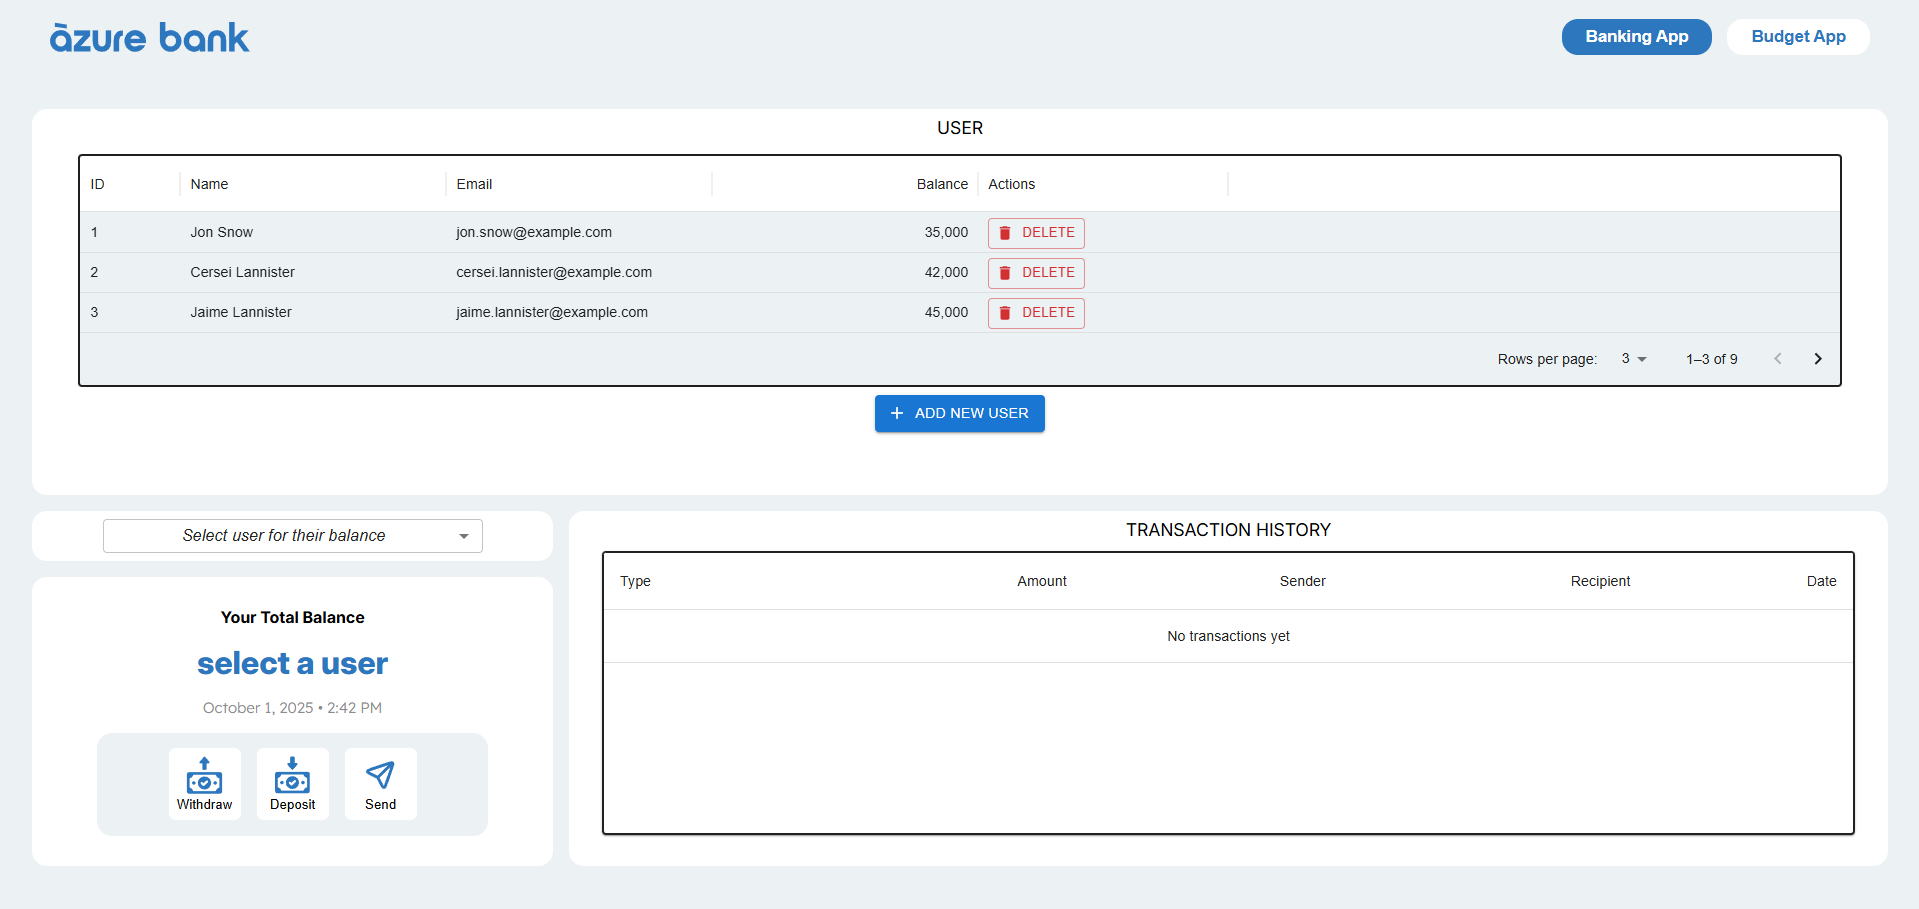 àzure bank
Banking App
Budget App
USER
ID Name Email Balance Actions
1 Jon Snow jon.snow@example.com 35,000 DELETE
2 Cersei Lannister cersei.lannister@example.com 42,000 DELETE
3 Jaime Lannister jaime.lannister@example.com 45,000 DELETE
Rows per page: 3 1–3 of 9
ADD NEW USER
Select user for their balance
Your Total Balance
select a user
October 1, 2025 • 2:42 PM
Withdraw Deposit Send
TRANSACTION HISTORY
Type Amount Sender Recipient Date
No transactions yet